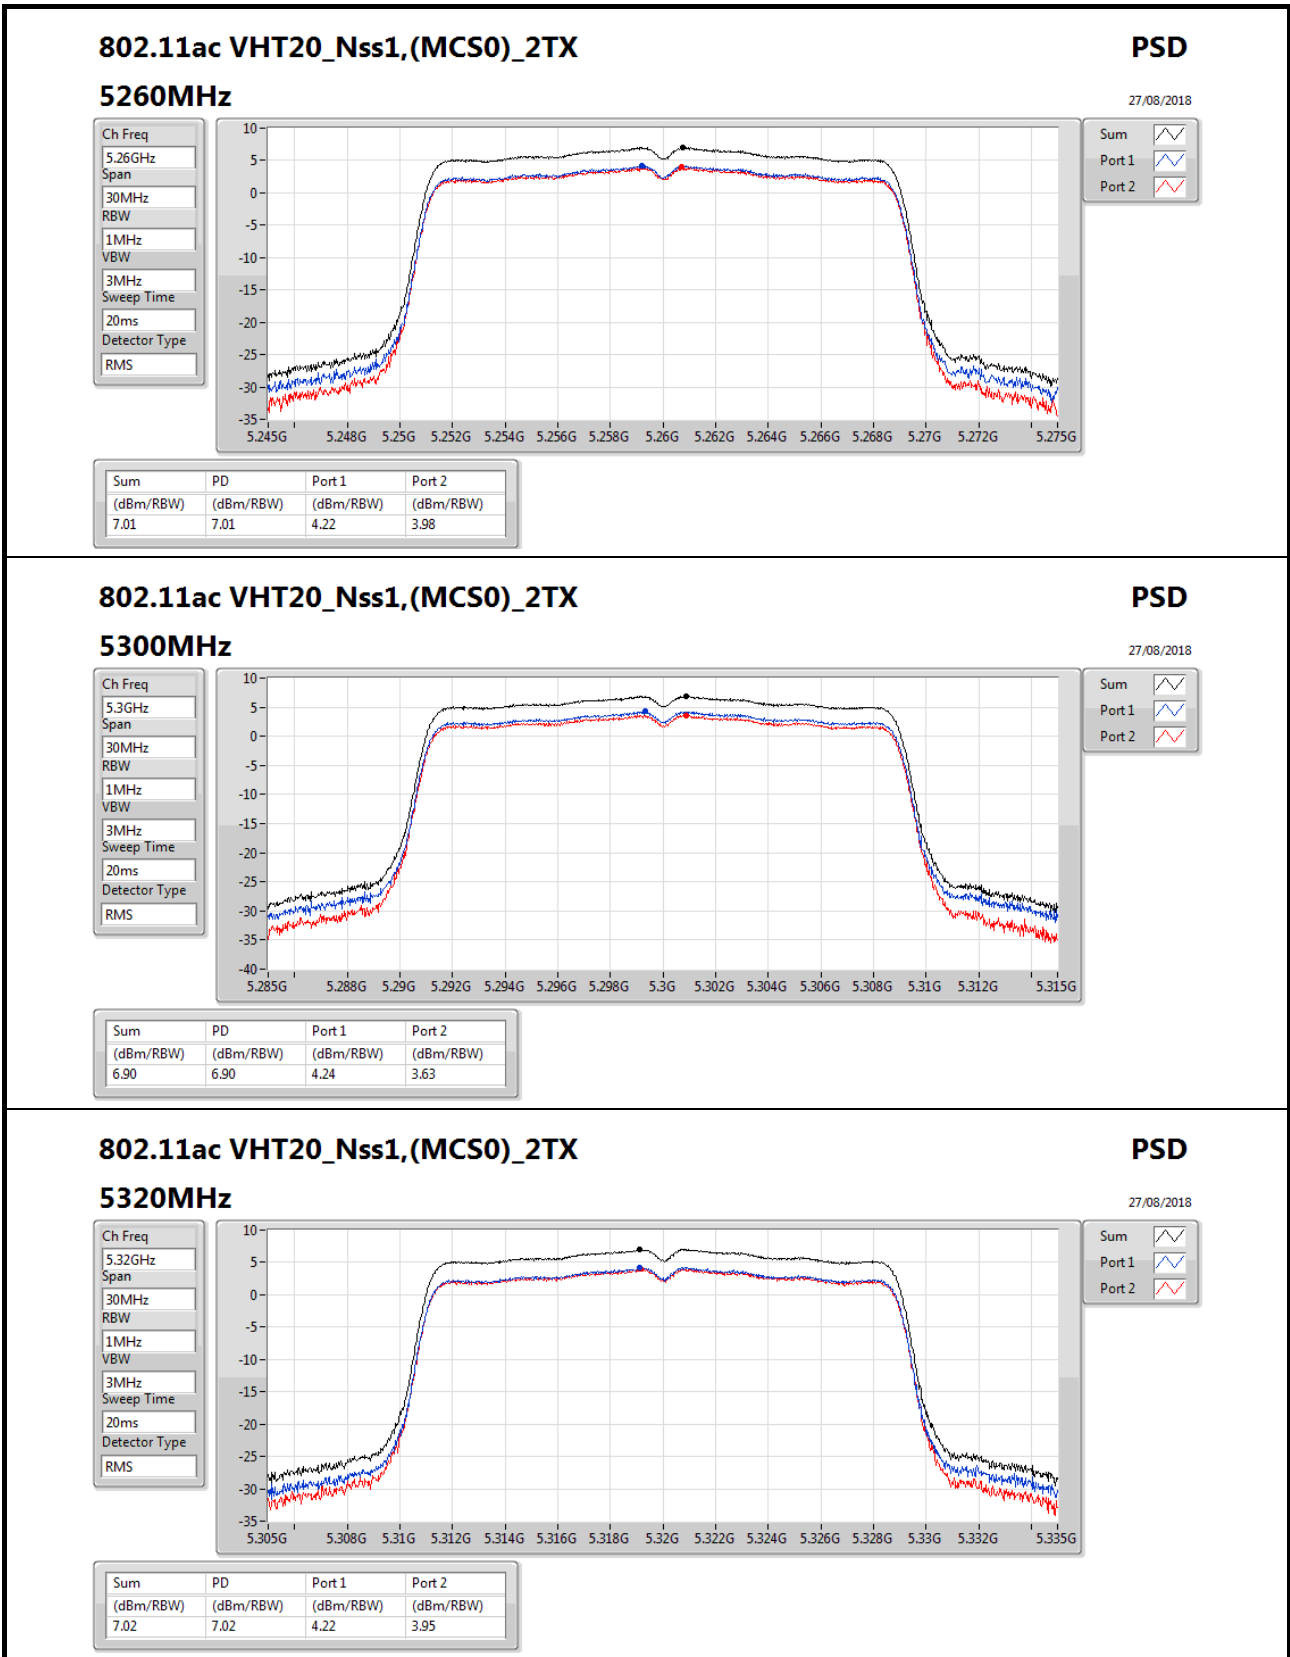 802.11ac VHT20_Nss1,(MCS0)_2TX PSD
5260MHz 27/08/2018
Ch Freq
5.26GHz
Span
30MHz
RBW
1MHz
VBW
3MHz
Sweep Time
20ms
Detector Type
RMS
10
5
0
-5
-10
-15
-20
-25
-30
-35
5.245G 5.248G 5.25G 5.252G 5.254G 5.256G 5.258G 5.26G 5.262G 5.264G 5.266G 5.268G 5.27G 5.272G 5.275G
Sum
Port 1
Port 2
Sum PD Port 1 Port 2
(dBm/RBW) (dBm/RBW) (dBm/RBW) (dBm/RBW)
7.01 7.01 4.22 3.98
802.11ac VHT20_Nss1,(MCS0)_2TX PSD
5300MHz 27/08/2018
Ch Freq
5.3GHz
Span
30MHz
RBW
1MHz
VBW
3MHz
Sweep Time
20ms
Detector Type
RMS
10
5
0
-5
-10
-15
-20
-25
-30
-35
-40
5.285G 5.288G 5.29G 5.292G 5.294G 5.296G 5.298G 5.3G 5.302G 5.304G 5.306G 5.308G 5.31G 5.312G 5.315G
Sum
Port 1
Port 2
Sum PD Port 1 Port 2
(dBm/RBW) (dBm/RBW) (dBm/RBW) (dBm/RBW)
6.90 6.90 4.24 3.63
802.11ac VHT20_Nss1,(MCS0)_2TX PSD
5320MHz 27/08/2018
Ch Freq
5.32GHz
Span
30MHz
RBW
1MHz
VBW
3MHz
Sweep Time
20ms
Detector Type
RMS
10
5
0
-5
-10
-15
-20
-25
-30
-35
5.305G 5.308G 5.31G 5.312G 5.314G 5.316G 5.318G 5.32G 5.322G 5.324G 5.326G 5.328G 5.33G 5.332G 5.335G
Sum
Port 1
Port 2
Sum PD Port 1 Port 2
(dBm/RBW) (dBm/RBW) (dBm/RBW) (dBm/RBW)
7.02 7.02 4.22 3.95